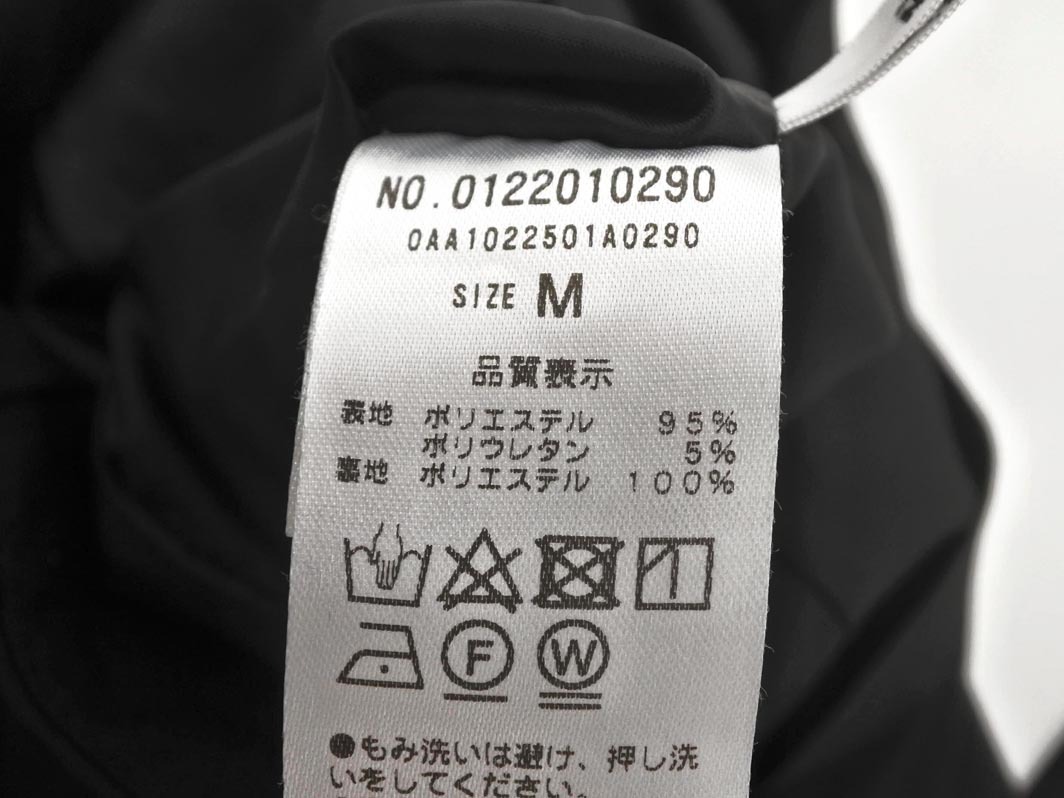 NO.0122010290
0AA1022501A0290
SIZE M
品質表示
表地 ポリエステル 95%
ポリウレタン 5%
裏地 ポリエステル 100%
F W
●もみ洗いは避け、押し洗
いをしてください。